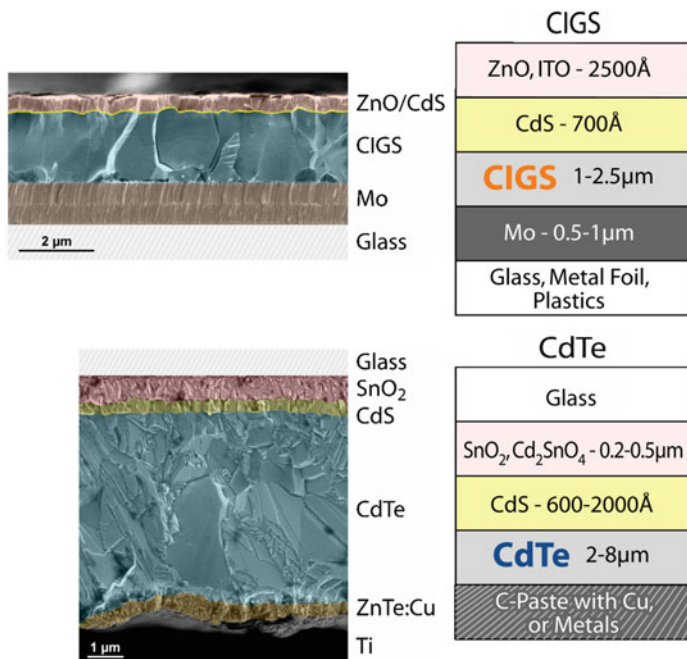 CIGS
ZnO/CdS
CIGS
Mo
Glass
2 µm
ZnO, ITO - 2500Å
CdS - 700Å
CIGS 1-2.5µm
Mo - 0.5-1µm
Glass, Metal Foil,
Plastics
CdTe
Glass
SnO₂
CdS
CdTe
ZnTe:Cu
Ti
1 µm
Glass
SnO₂, Cd₂SnO₄ - 0.2-0.5µm
CdS - 600-2000Å
CdTe 2-8µm
C-Paste with Cu,
or Metals